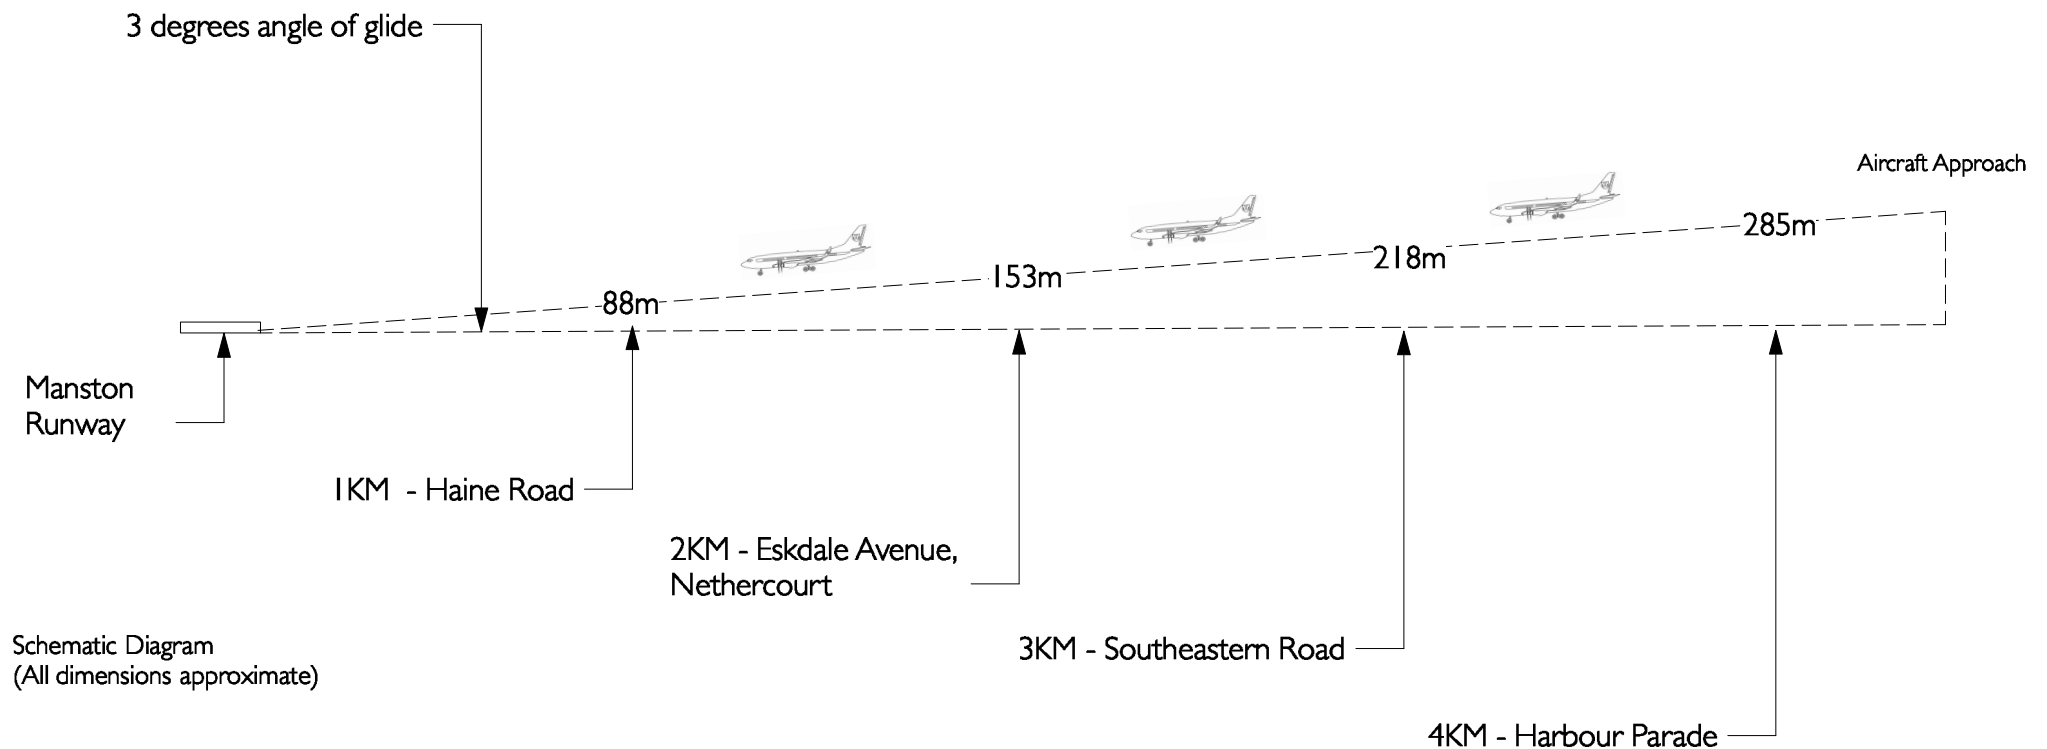 3 degrees angle of glide
Aircraft Approach
285m
218m
153m
88m
Manston
Runway
1KM - Haine Road
2KM - Eskdale Avenue,
Nethercourt
Schematic Diagram
(All dimensions approximate)
3KM - Southeastern Road
4KM - Harbour Parade